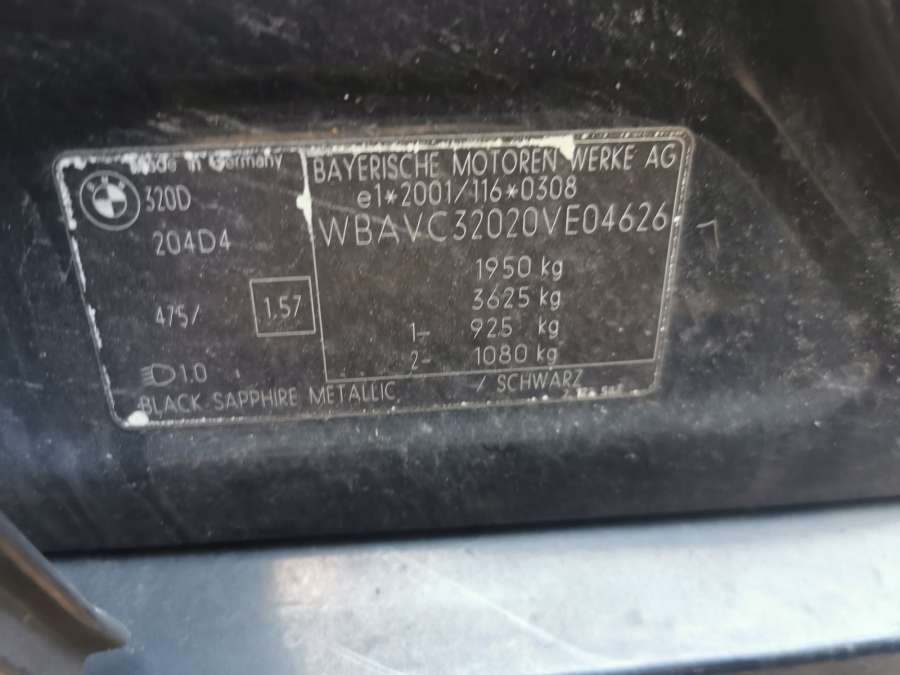 Made in Germany
320D
204D4
475/
1.57
1.0
BAYERISCHE MOTOREN WERKE AG
e1*2001/116*0308
WBAVC32020VE04626
1950 kg
3625 kg
1- 925 kg
2- 1080 kg
BLACK SAPPHIRE METALLIC / SCHWARZ